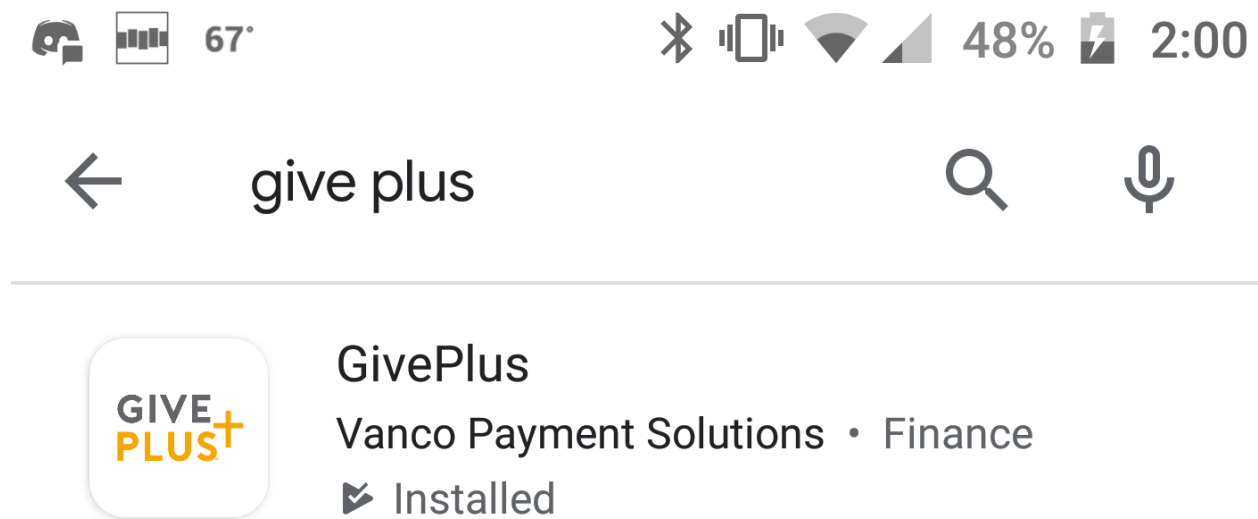 67° 48% 2:00
give plus
GivePlus
GIVE
PLUS+
Vanco Payment Solutions • Finance
Installed